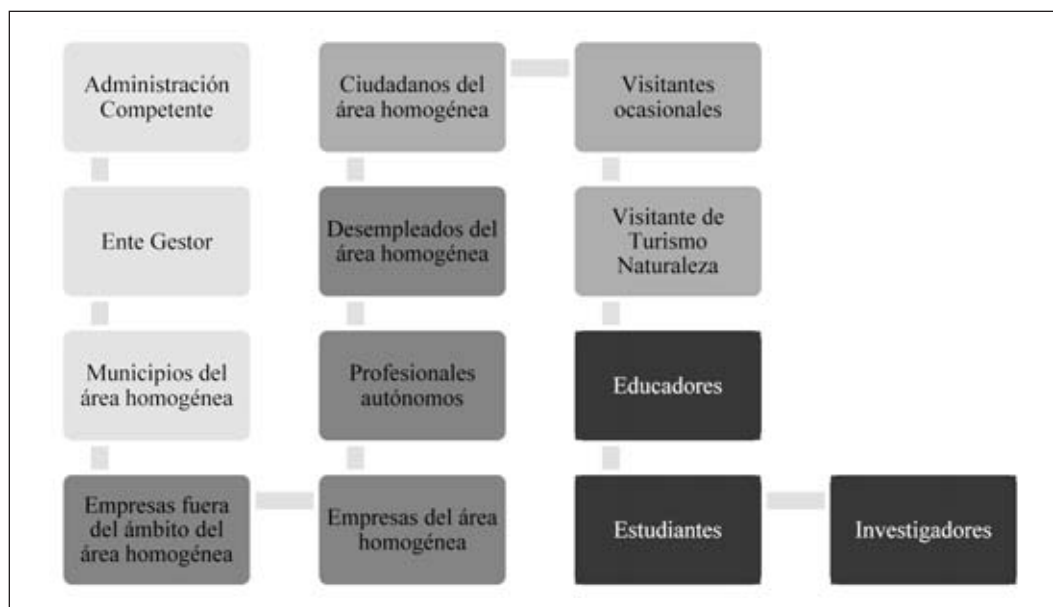 Administración
Competente
Ente Gestor
Municipios del
área homogénea
Empresas fuera
del ámbito del
área homogénea
Empresas del área
homogénea
Profesionales
autónomos
Desempleados del
área homogénea
Ciudadanos del
área homogénea
Visitantes
ocasionales
Visitante de
Turismo
Naturaleza
Educadores
Estudiantes
Investigadores